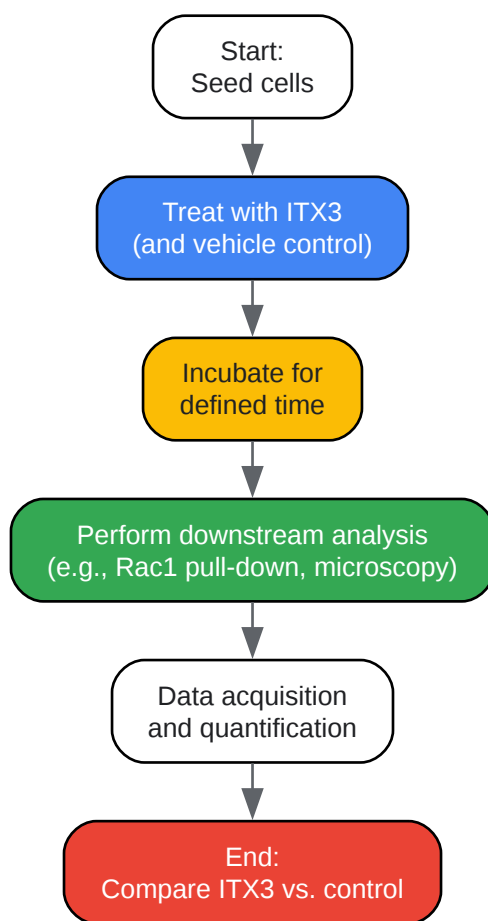 Start:
Seed cells
Treat with ITX3
(and vehicle control)
Incubate for
defined time
Perform downstream analysis
(e.g., Rac1 pull-down, microscopy)
Data acquisition
and quantification
End:
Compare ITX3 vs. control